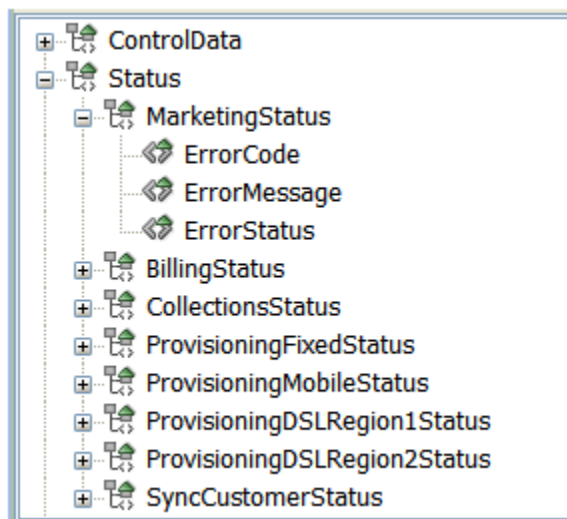 ControlData
Status
MarketingStatus
ErrorCode
ErrorMessage
ErrorStatus
BillingStatus
CollectionsStatus
ProvisioningFixedStatus
ProvisioningMobileStatus
ProvisioningDSLRegion1Status
ProvisioningDSLRegion2Status
SyncCustomerStatus